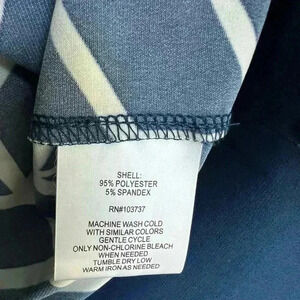 SHELL:
95% POLYESTER
5% SPANDEX
RN#103737
MACHINE WASH COLD
WITH SIMILAR COLORS
GENTLE CYCLE
ONLY NON-CHLORINE BLEACH
WHEN NEEDED
TUMBLE DRY LOW
WARM IRON AS NEEDED